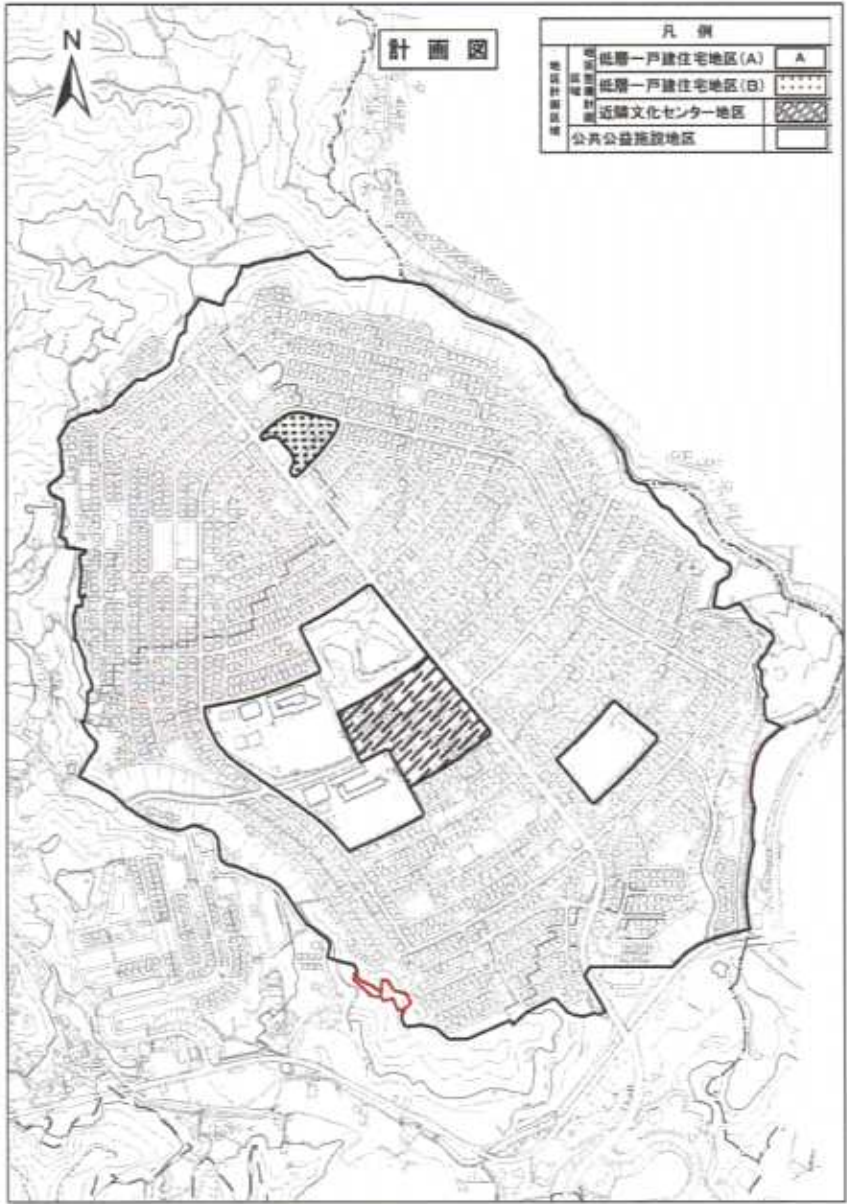 N
計画図
凡例
地区計画区域
地区整備計画区域
低層一戸建住宅地区(A)
A
低層一戸建住宅地区(B)
近隣文化センター地区
公共公益施設地区